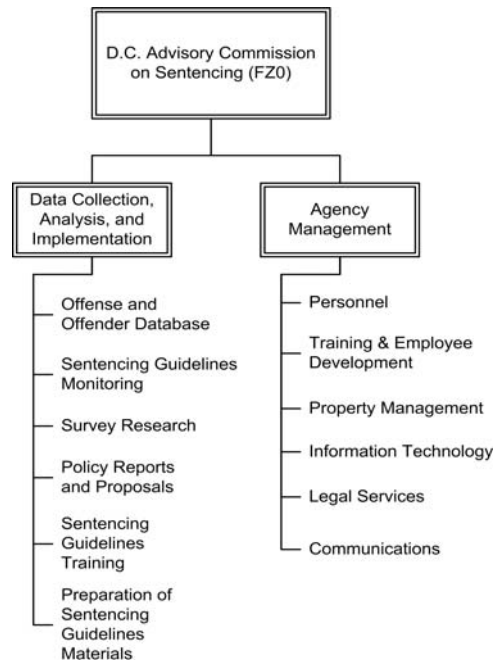 D.C. Advisory Commission
on Sentencing (FZ0)
Data Collection,
Analysis, and
Implementation
Offense and
Offender Database
Sentencing Guidelines
Monitoring
Survey Research
Policy Reports
and Proposals
Sentencing
Guidelines
Training
Preparation of
Sentencing
Guidelines
Materials
Agency
Management
Personnel
Training & Employee
Development
Property Management
Information Technology
Legal Services
Communications